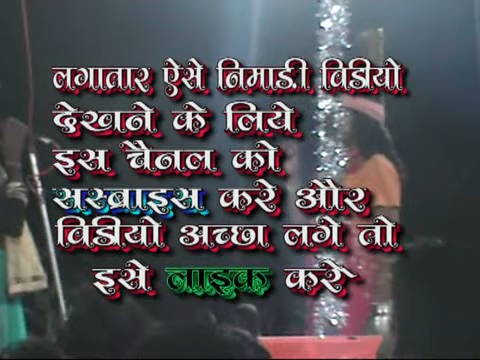 लगातार ऐसे निमाडी विडीयो
देखने के लिये
इस चैनल को
सस्ब्राइस करे और
विडीयो अच्छा लगे तो
इसे लाइक करे